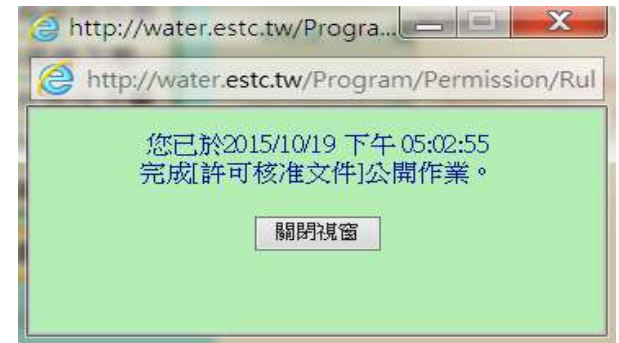 http://water.estc.tw/Progra...
http://water.estc.tw/Program/Permission/Rul
您已於2015/10/19 下午 05:02:55
完成[許可核准文件]公開作業。
關閉視窗